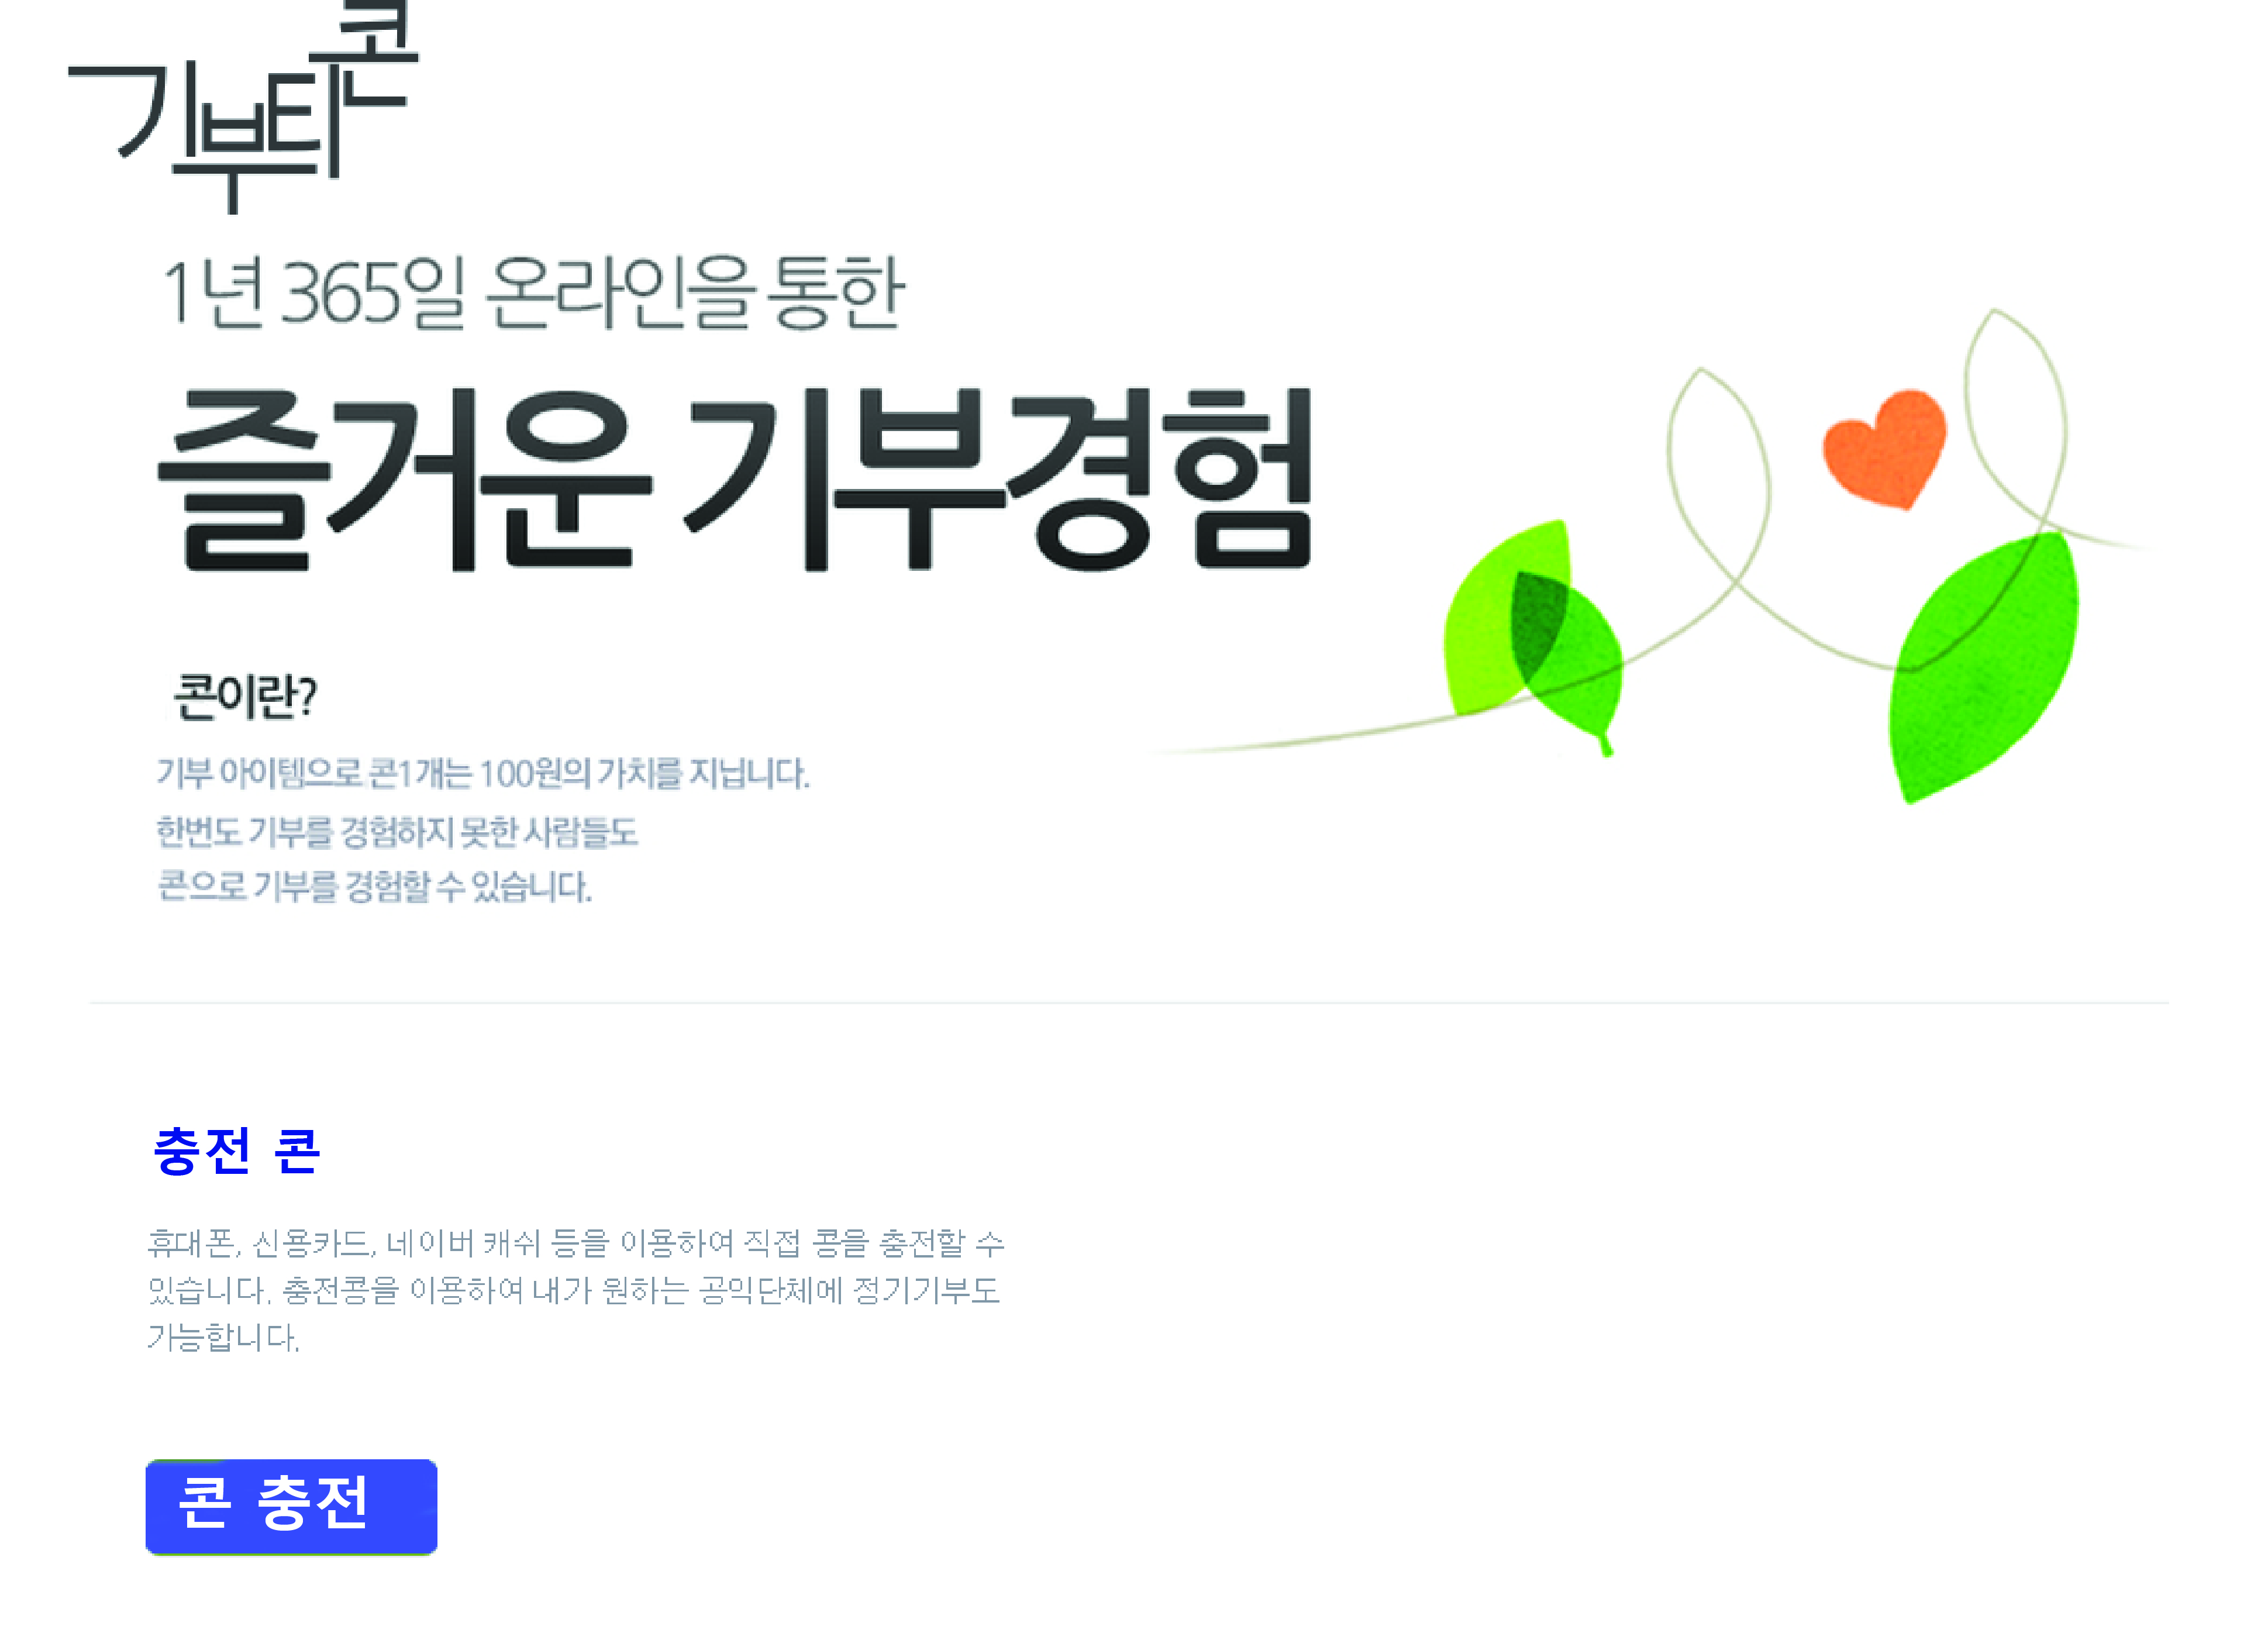 기부티콘
1년 365일 온라인을 통한
즐거운 기부경험
콘이란?
기부 아이템으로 콘1개는 100원의 가치를 지닙니다.
한번도 기부를 경험하지 못한 사람들도
콘으로 기부를 경험할 수 있습니다.
충전 콘
휴대폰, 신용카드, 네이버 캐쉬 등을 이용하여 직접 콩을 충전할 수
있습니다. 충전콩을 이용하여 내가 원하는 공익단체에 정기기부도
가능합니다.
콘 충전